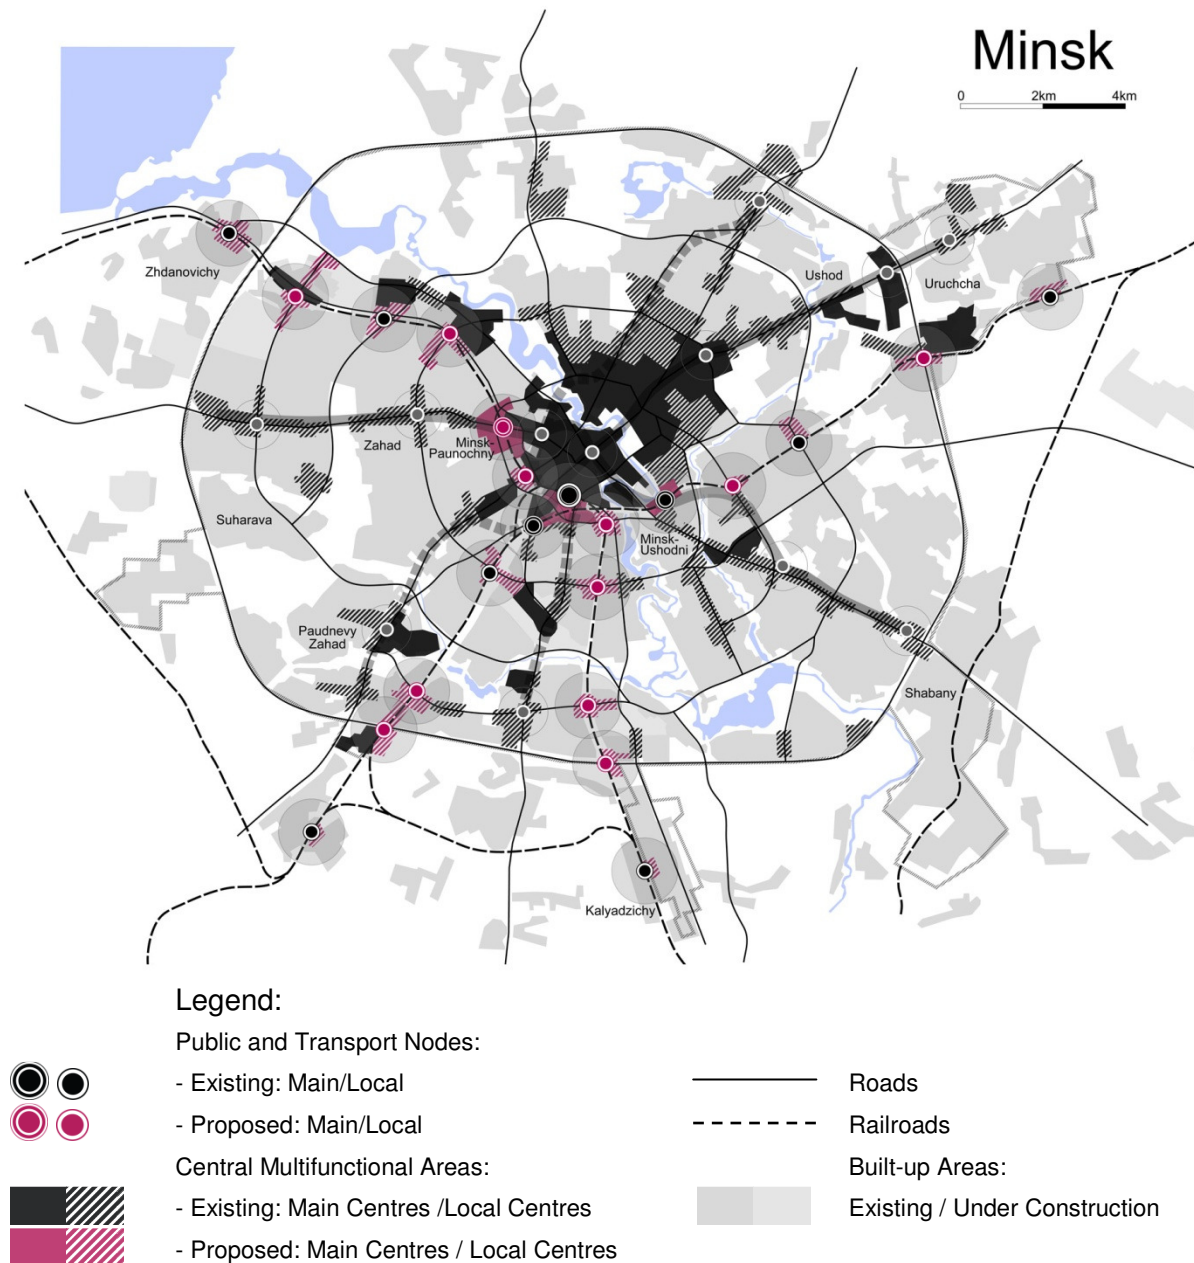 Minsk
0 2km 4km
Zhdanovichy
Ushod
Uruchcha
Zahad
Minsk-
Paunochny
Suharava
Minsk-
Ushodni
Paudnevy
Zahad
Shabany
Kalyadzichy
Legend:
Public and Transport Nodes:
- Existing: Main/Local
Roads
- Proposed: Main/Local
Railroads
Central Multifunctional Areas:
Built-up Areas:
- Existing: Main Centres /Local Centres
Existing / Under Construction
- Proposed: Main Centres / Local Centres